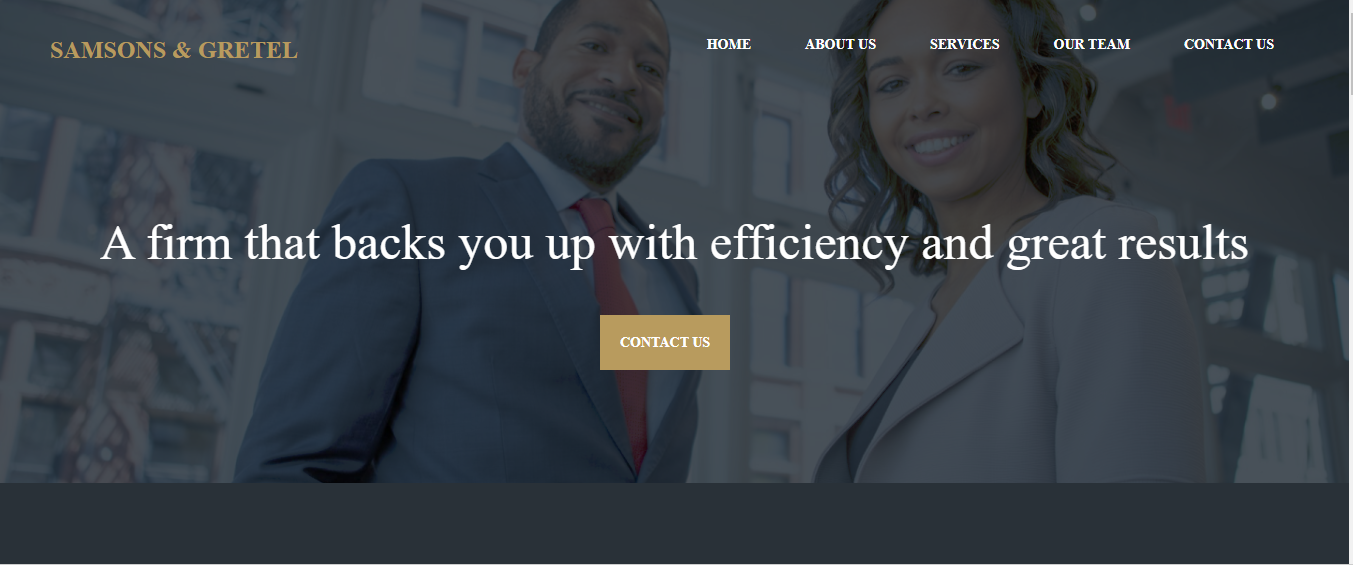 SAMSONS & GRETEL
HOME ABOUT US SERVICES OUR TEAM CONTACT US
A firm that backs you up with efficiency and great results
CONTACT US